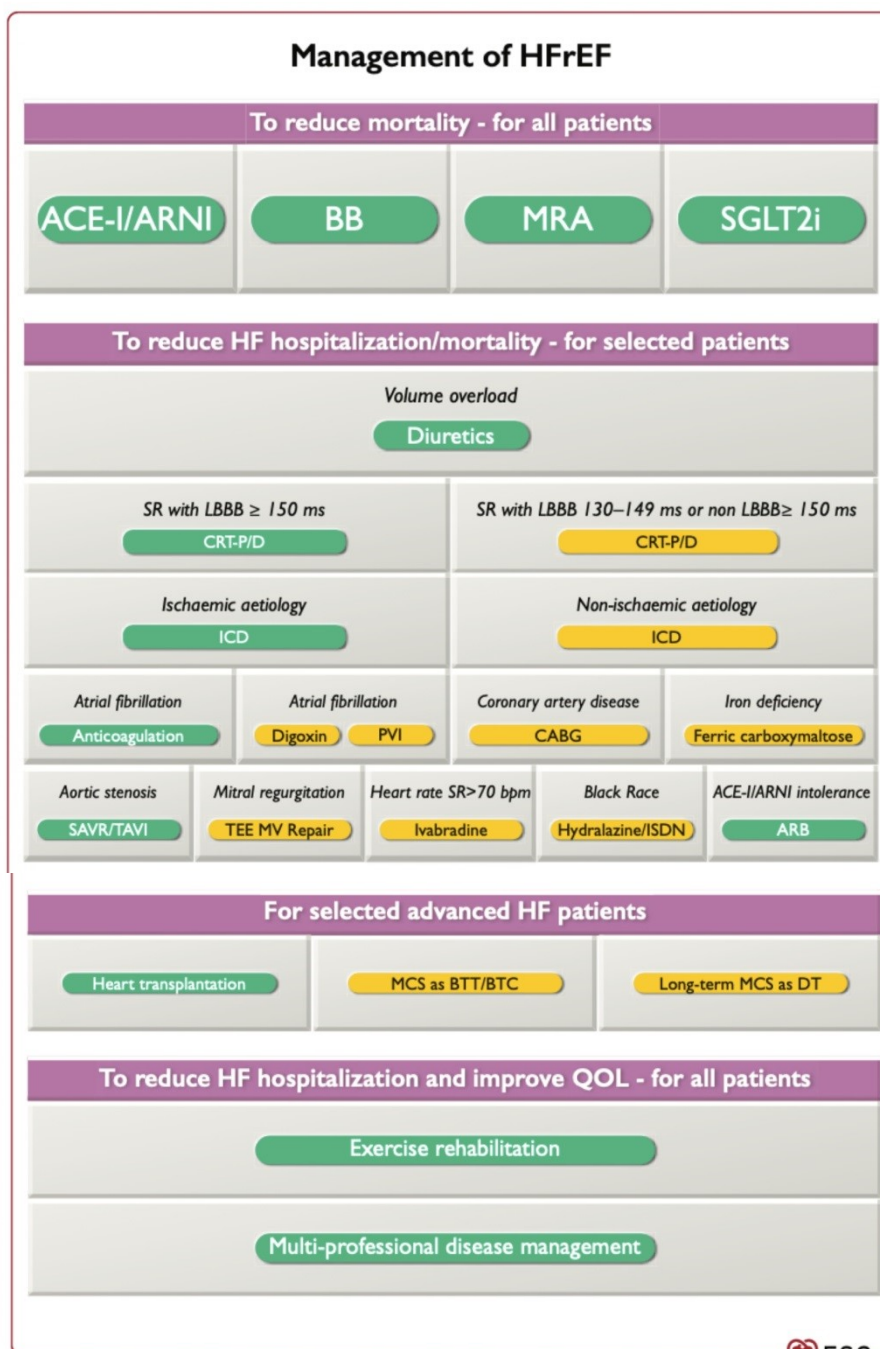 Management of HFrEF
To reduce mortality - for all patients
ACE-I/ARNI
BB
MRA
SGLT2i
To reduce HF hospitalization/mortality - for selected patients
Volume overload
Diuretics
SR with LBBB ≥ 150 ms
CRT-P/D
SR with LBBB 130–149 ms or non LBBB≥ 150 ms
CRT-P/D
Ischaemic aetiology
ICD
Non-ischaemic aetiology
ICD
Atrial fibrillation
Anticoagulation
Atrial fibrillation
Digoxin
PVI
Coronary artery disease
CABG
Iron deficiency
Ferric carboxymaltose
Aortic stenosis
SAVR/TAVI
Mitral regurgitation
TEE MV Repair
Heart rate SR>70 bpm
Ivabradine
Black Race
Hydralazine/ISDN
ACE-I/ARNI intolerance
ARB
For selected advanced HF patients
Heart transplantation
MCS as BTT/BTC
Long-term MCS as DT
To reduce HF hospitalization and improve QOL - for all patients
Exercise rehabilitation
Multi-professional disease management